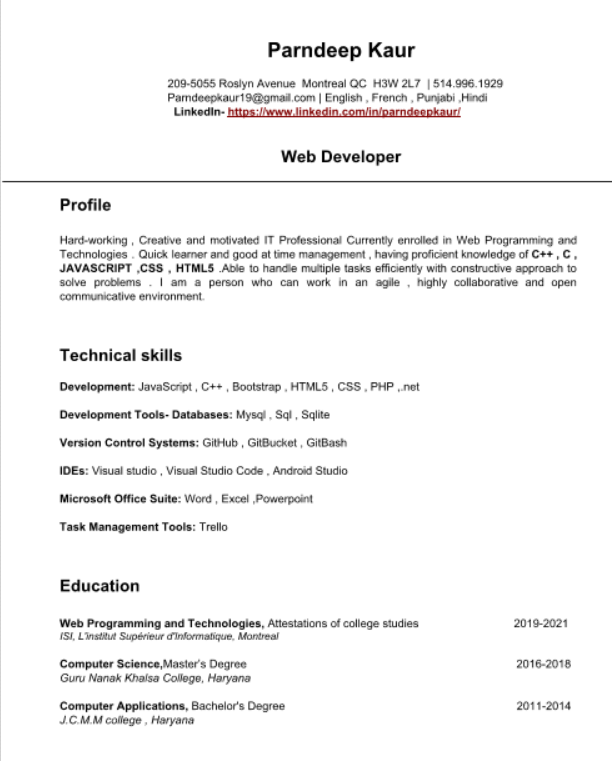 Parndeep Kaur
209-5055 Roslyn Avenue Montreal QC H3W 2L7 | 514.996.1929
Parndeepkaur19@gmail.com | English , French , Punjabi ,Hindi
LinkedIn- https://www.linkedin.com/in/parndeepkaur/
Web Developer
Profile
Hard-working , Creative and motivated IT Professional Currently enrolled in Web Programming and
Technologies . Quick learner and good at time management , having proficient knowledge of C++ , C ,
JAVASCRIPT ,CSS , HTML5 .Able to handle multiple tasks efficiently with constructive approach to
solve problems . I am a person who can work in an agile , highly collaborative and open
communicative environment.
Technical skills
Development: JavaScript , C++ , Bootstrap , HTML5 , CSS , PHP ,.net
Development Tools- Databases: Mysql , Sql , Sqlite
Version Control Systems: GitHub , GitBucket , GitBash
IDEs: Visual studio , Visual Studio Code , Android Studio
Microsoft Office Suite: Word , Excel ,Powerpoint
Task Management Tools: Trello
Education
Web Programming and Technologies, Attestations of college studies 2019-2021
ISI, L'institut Supérieur d'Informatique, Montreal
Computer Science,Master's Degree 2016-2018
Guru Nanak Khalsa College, Haryana
Computer Applications, Bachelor's Degree 2011-2014
J.C.M.M college , Haryana